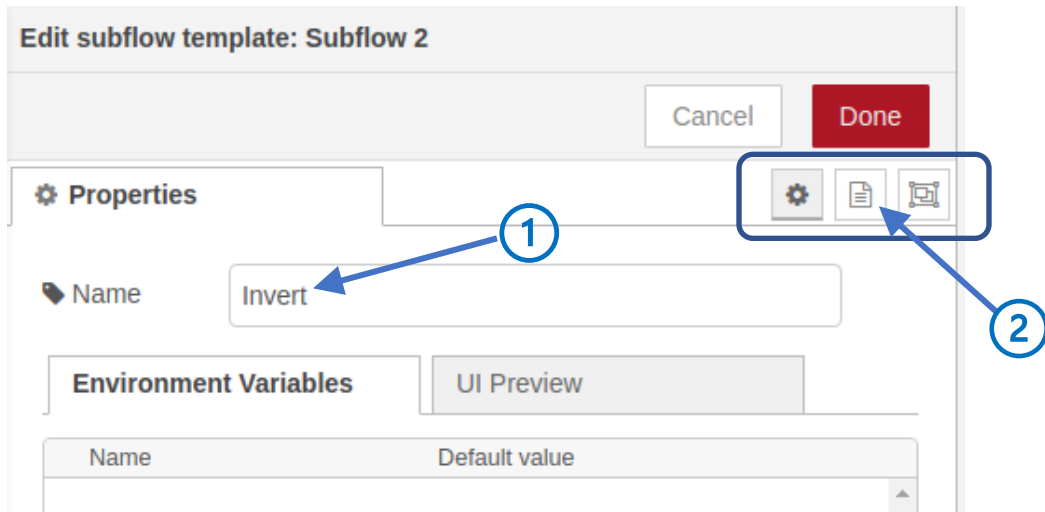 Edit subflow template: Subflow 2
Cancel Done
Properties
1
Name Invert
2
Environment Variables UI Preview
Name Default value